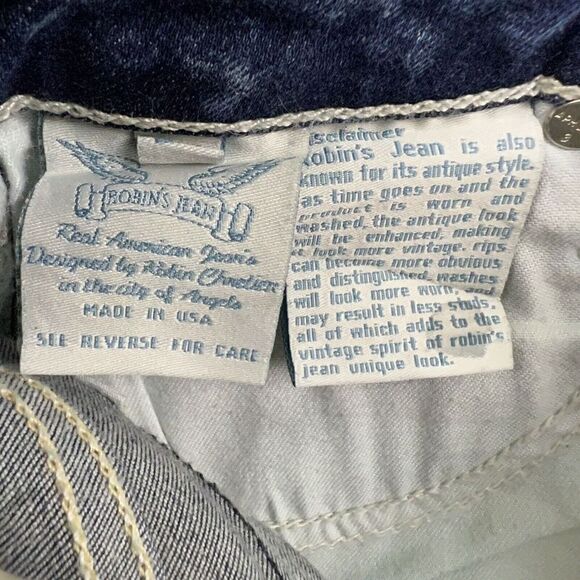 ROBIN'S JEAN
Real American Jeans
Designed by Robin Chretien
in the city of Angels
MADE IN USA
SEE REVERSE FOR CARE
isclaimer
Robin's Jean is also
known for its antique style.
as time goes on and the
product is worn and
washed, the antique look
will be enhanced, making
it look more vintage. rips
can become more obvious
and distinguished. washes
will look more worn. and
may result in less studs.
all of which adds to the
vintage spirit of robin's
jean unique look.